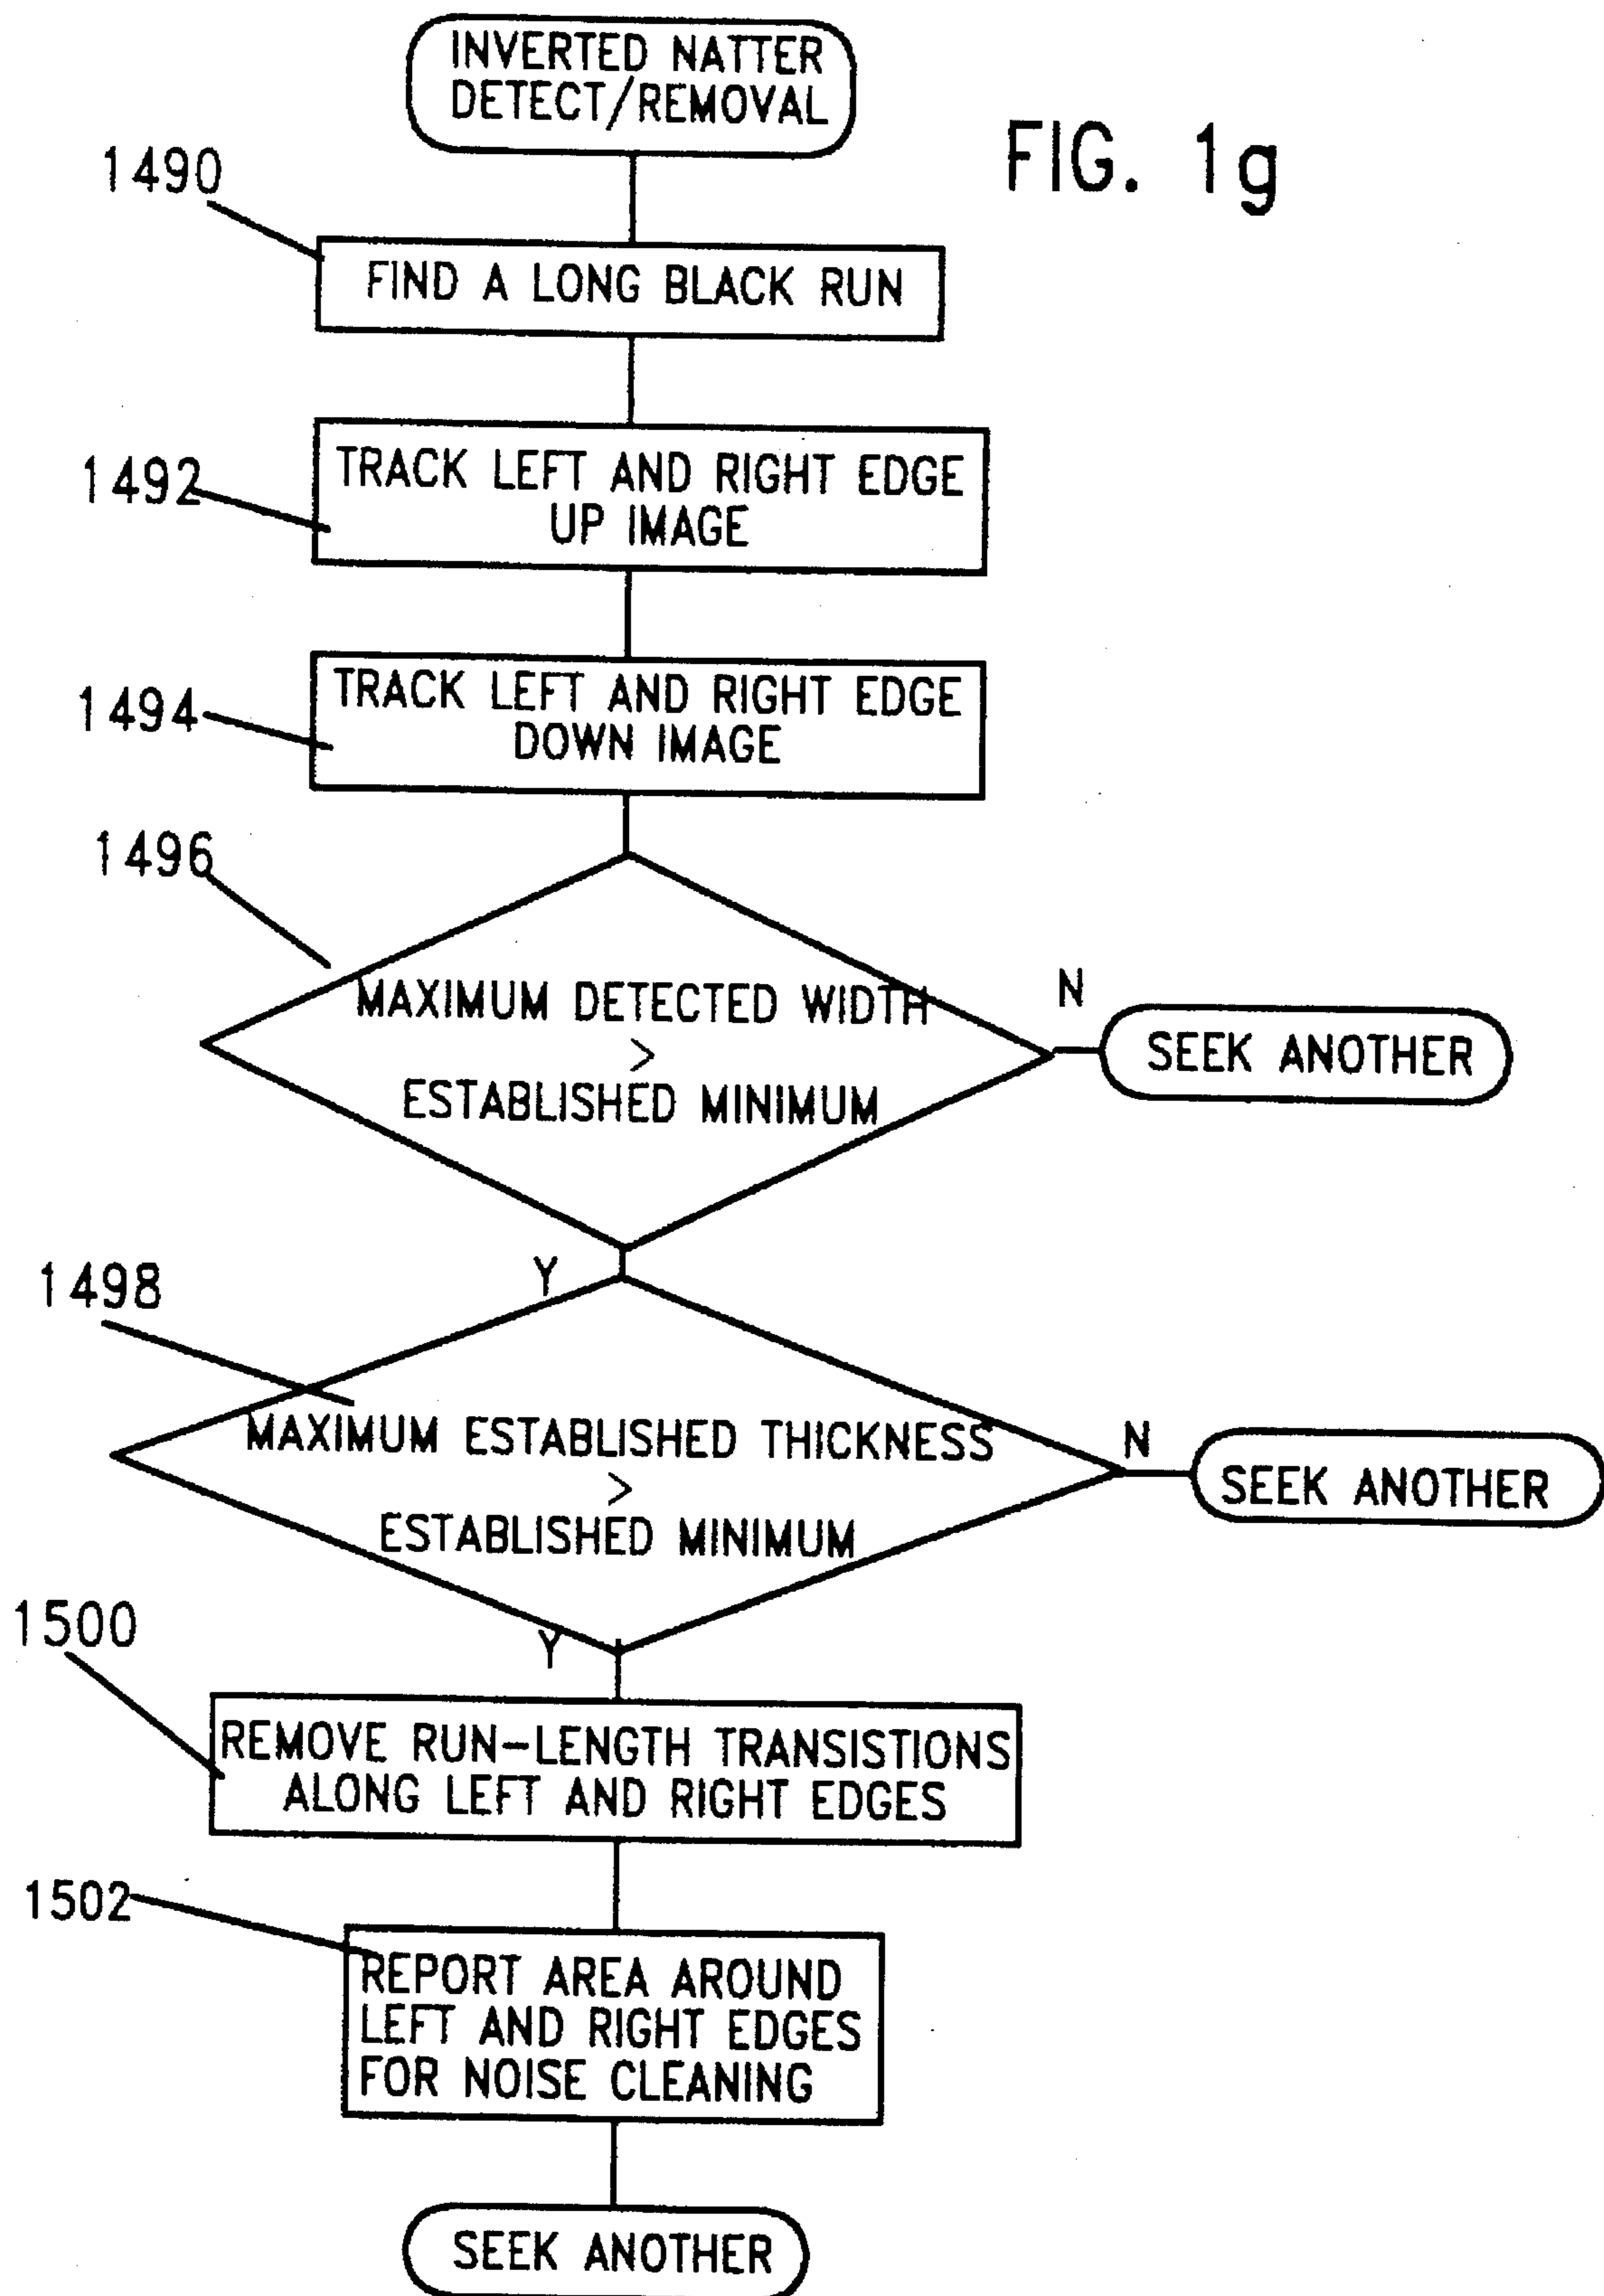 INVERTED NATTER
DETECT/REMOVAL
FIG. 1g
1490
FIND A LONG BLACK RUN
1492
TRACK LEFT AND RIGHT EDGE
UP IMAGE
1494
TRACK LEFT AND RIGHT EDGE
DOWN IMAGE
1496
MAXIMUM DETECTED WIDTH
>
ESTABLISHED MINIMUM
N
SEEK ANOTHER
Y
1498
MAXIMUM ESTABLISHED THICKNESS
>
ESTABLISHED MINIMUM
N
SEEK ANOTHER
Y
1500
REMOVE RUN-LENGTH TRANSISTIONS
ALONG LEFT AND RIGHT EDGES
1502
REPORT AREA AROUND
LEFT AND RIGHT EDGES
FOR NOISE CLEANING
SEEK ANOTHER